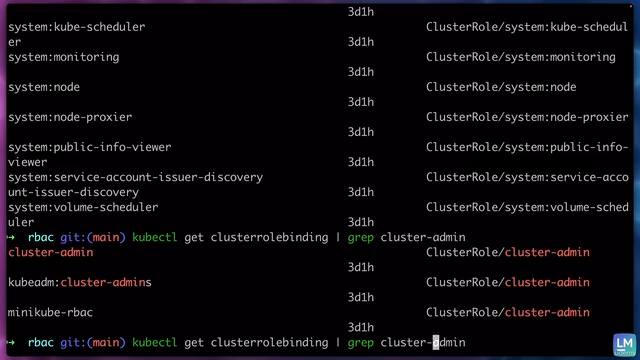 3d1h
system:kube-scheduler ClusterRole/system:kube-schedul
er 3d1h
system:monitoring ClusterRole/system:monitoring
3d1h
system:node ClusterRole/system:node
3d1h
system:node-proxier ClusterRole/system:node-proxier
3d1h
system:public-info-viewer ClusterRole/system:public-info-
viewer 3d1h
system:service-account-issuer-discovery ClusterRole/system:service-acco
unt-issuer-discovery 3d1h
system:volume-scheduler ClusterRole/system:volume-sched
uler 3d1h
→ rbac git:(main) kubectl get clusterrolebinding | grep cluster-admin
cluster-admin ClusterRole/cluster-admin
3d1h
kubeadm:cluster-admins ClusterRole/cluster-admin
3d1h
minikube-rbac ClusterRole/cluster-admin
3d1h
→ rbac git:(main) kubectl get clusterrolebinding | grep cluster-admin
LM